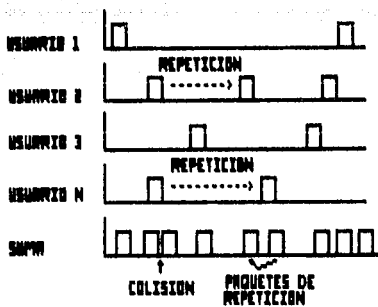 USUARIO 1
REPETICION
USUARIO 2
USUARIO 3
REPETICION
USUARIO N
SUMA
COLISION
PAQUETES DE
REPETICION